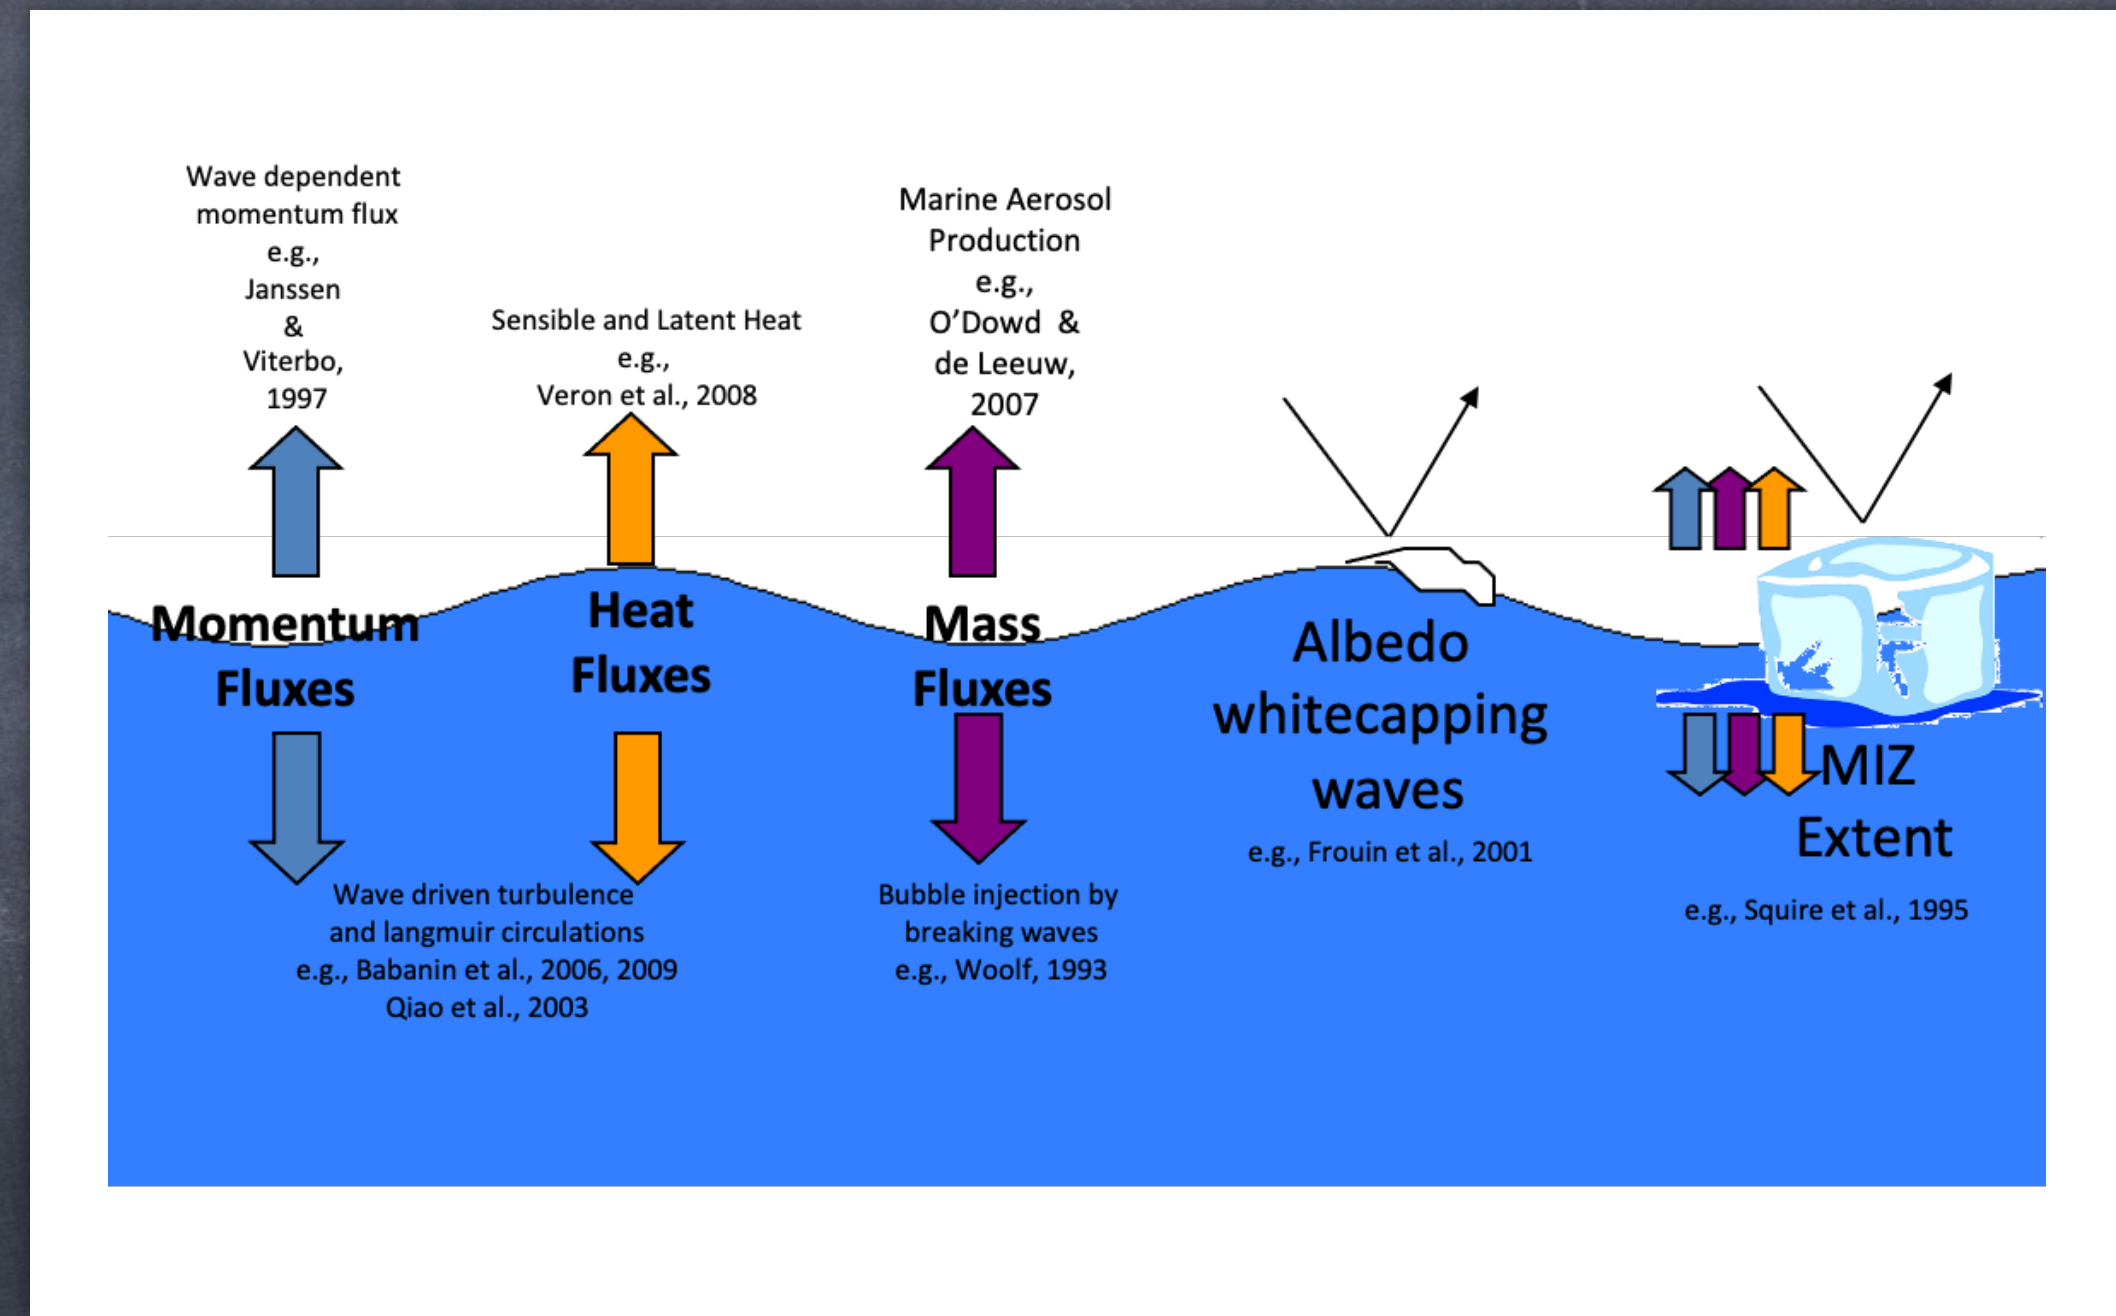 Wave dependent
momentum flux
e.g.,
Janssen
&
Viterbo,
1997
Sensible and Latent Heat
e.g.,
Veron et al., 2008
Marine Aerosol
Production
e.g.,
O'Dowd &
de Leeuw,
2007
Momentum
Fluxes
Heat
Fluxes
Mass
Fluxes
Albedo
whitecapping
waves
e.g., Frouin et al., 2001
MIZ
Extent
e.g., Squire et al., 1995
Wave driven turbulence
and langmuir circulations
e.g., Babanin et al., 2006, 2009
Qiao et al., 2003
Bubble injection by
breaking waves
e.g., Woolf, 1993